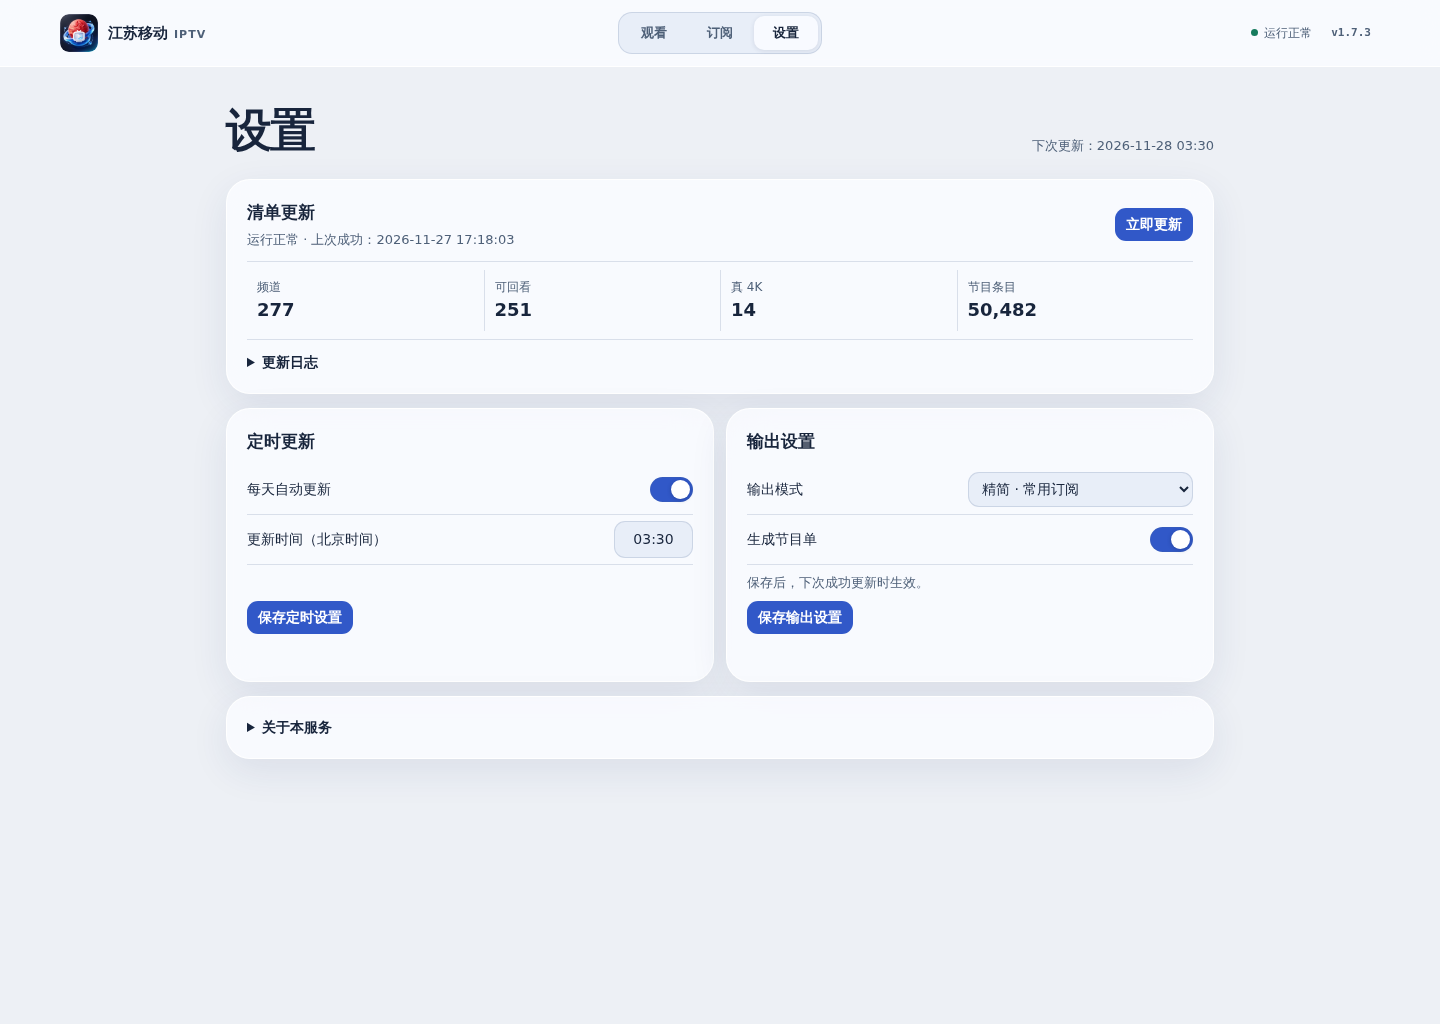 江苏移动 IPTV
观看 订阅 设置
运行正常 v1.7.3
设置
下次更新：2026-11-28 03:30
清单更新
运行正常 · 上次成功：2026-11-27 17:18:03
立即更新
频道 可回看 真 4K 节目条目
277 251 14 50,482
更新日志
定时更新
每天自动更新
更新时间（北京时间） 03:30
保存定时设置
输出设置
输出模式 精简 · 常用订阅
生成节目单
保存后，下次成功更新时生效。
保存输出设置
关于本服务